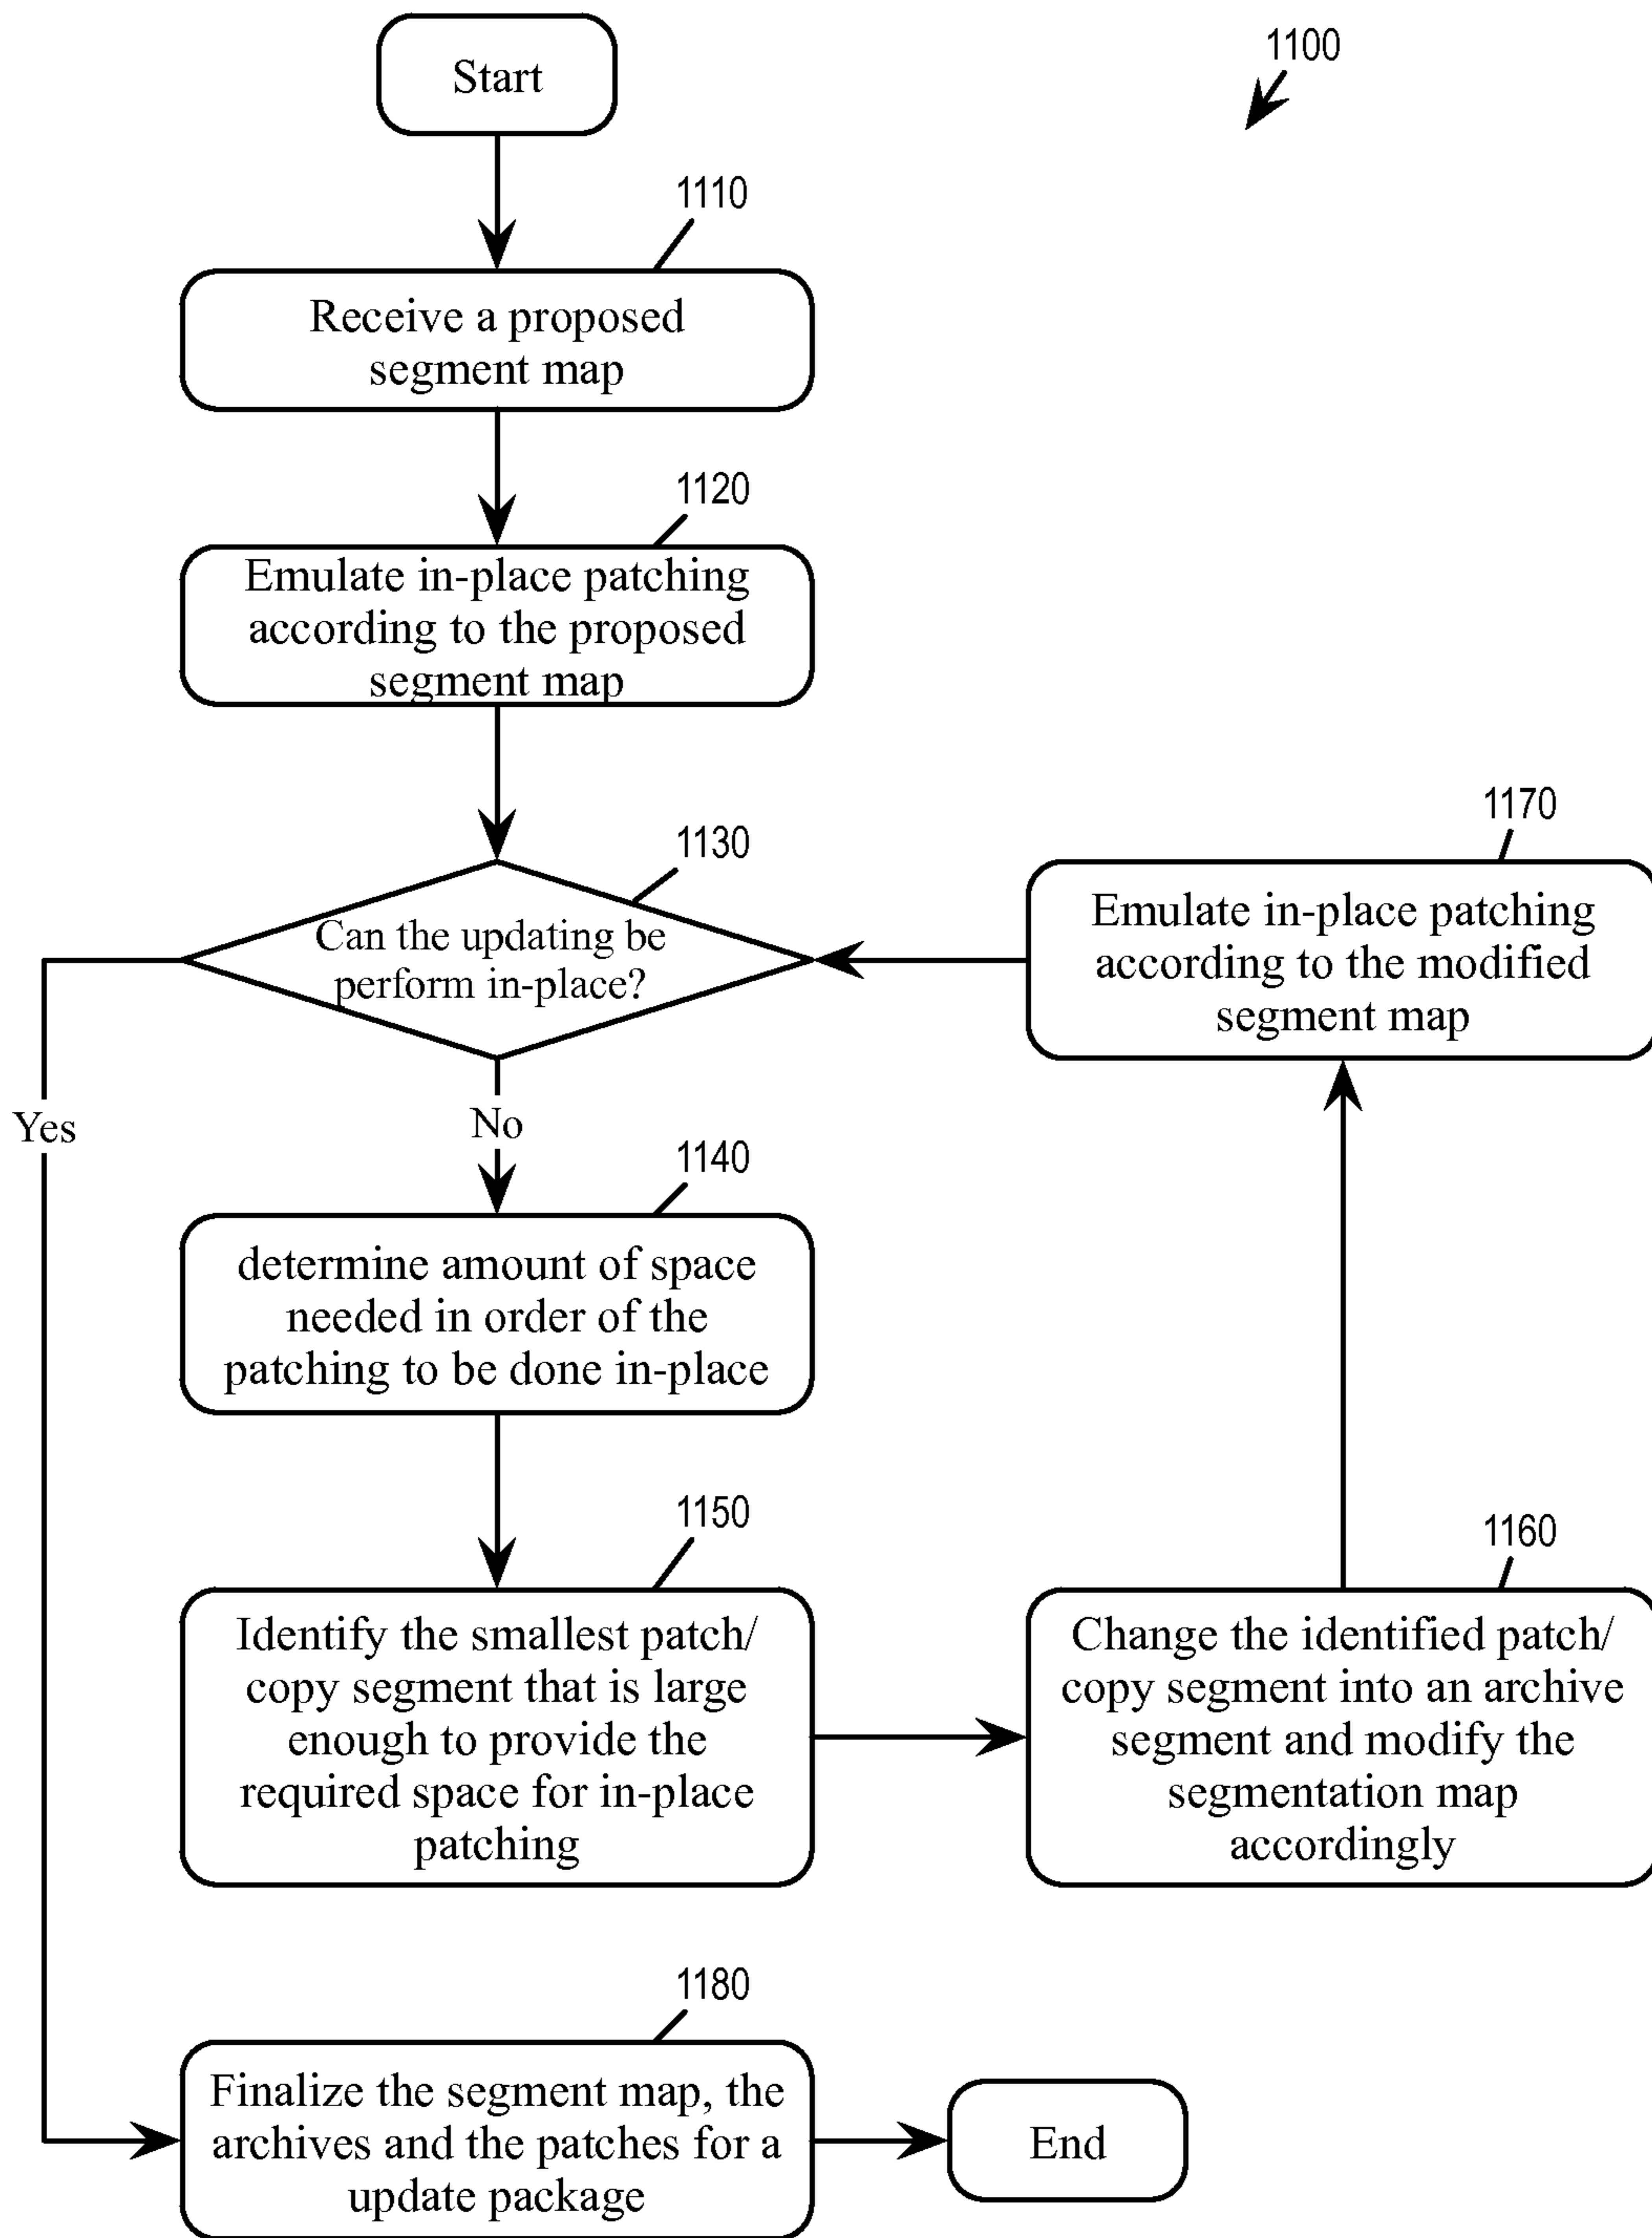 Start
1100
1110
Receive a proposed
segment map
1120
Emulate in-place patching
according to the proposed
segment map
1130
Can the updating be
perform in-place?
Yes
No
1170
Emulate in-place patching
according to the modified
segment map
1140
determine amount of space
needed in order of the
patching to be done in-place
1150
Identify the smallest patch/
copy segment that is large
enough to provide the
required space for in-place
patching
1160
Change the identified patch/
copy segment into an archive
segment and modify the
segmentation map
accordingly
1180
Finalize the segment map, the
archives and the patches for a
update package
End